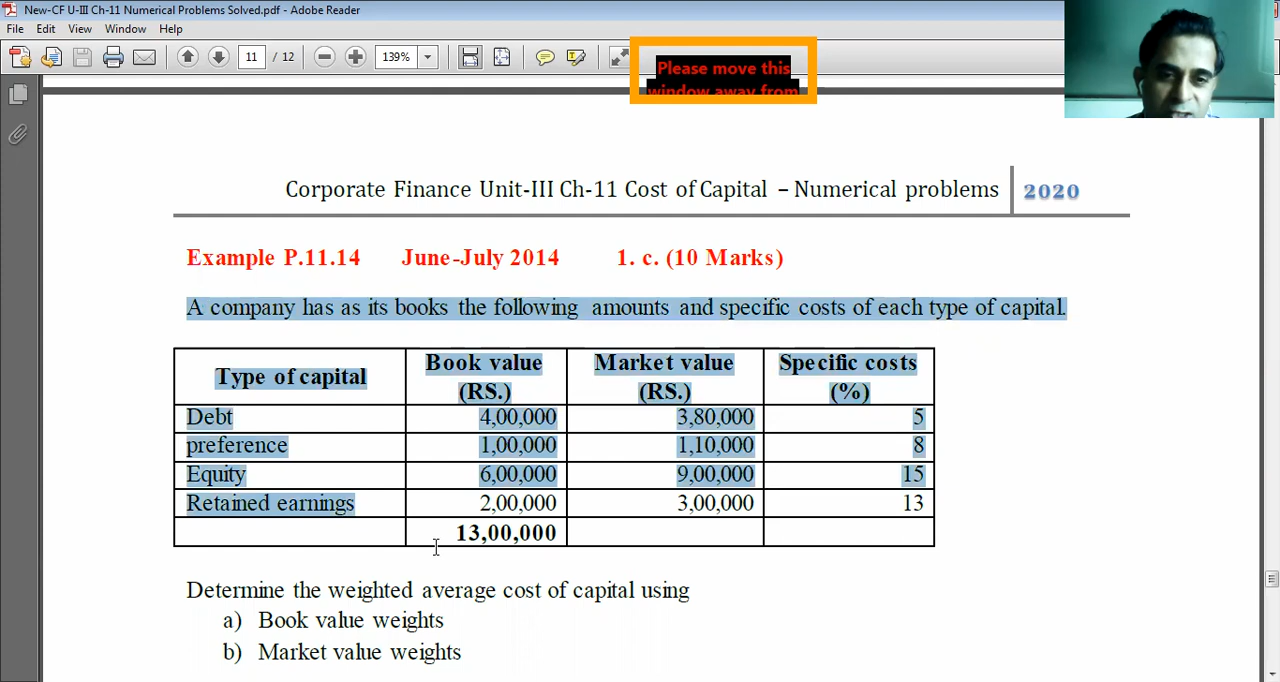 New-CF U-III Ch-11 Numerical Problems Solved.pdf - Adobe Reader
File Edit View Window Help
11 / 12 139%
Please move this
window away from
Corporate Finance Unit-III Ch-11 Cost of Capital – Numerical problems 2020
Example P.11.14 June-July 2014 1. c. (10 Marks)
A company has as its books the following amounts and specific costs of each type of capital.
Type of capital Book value (RS.) Market value (RS.) Specific costs (%)
Debt 4,00,000 3,80,000 5
preference 1,00,000 1,10,000 8
Equity 6,00,000 9,00,000 15
Retained earnings 2,00,000 3,00,000 13
13,00,000
Determine the weighted average cost of capital using
a) Book value weights
b) Market value weights